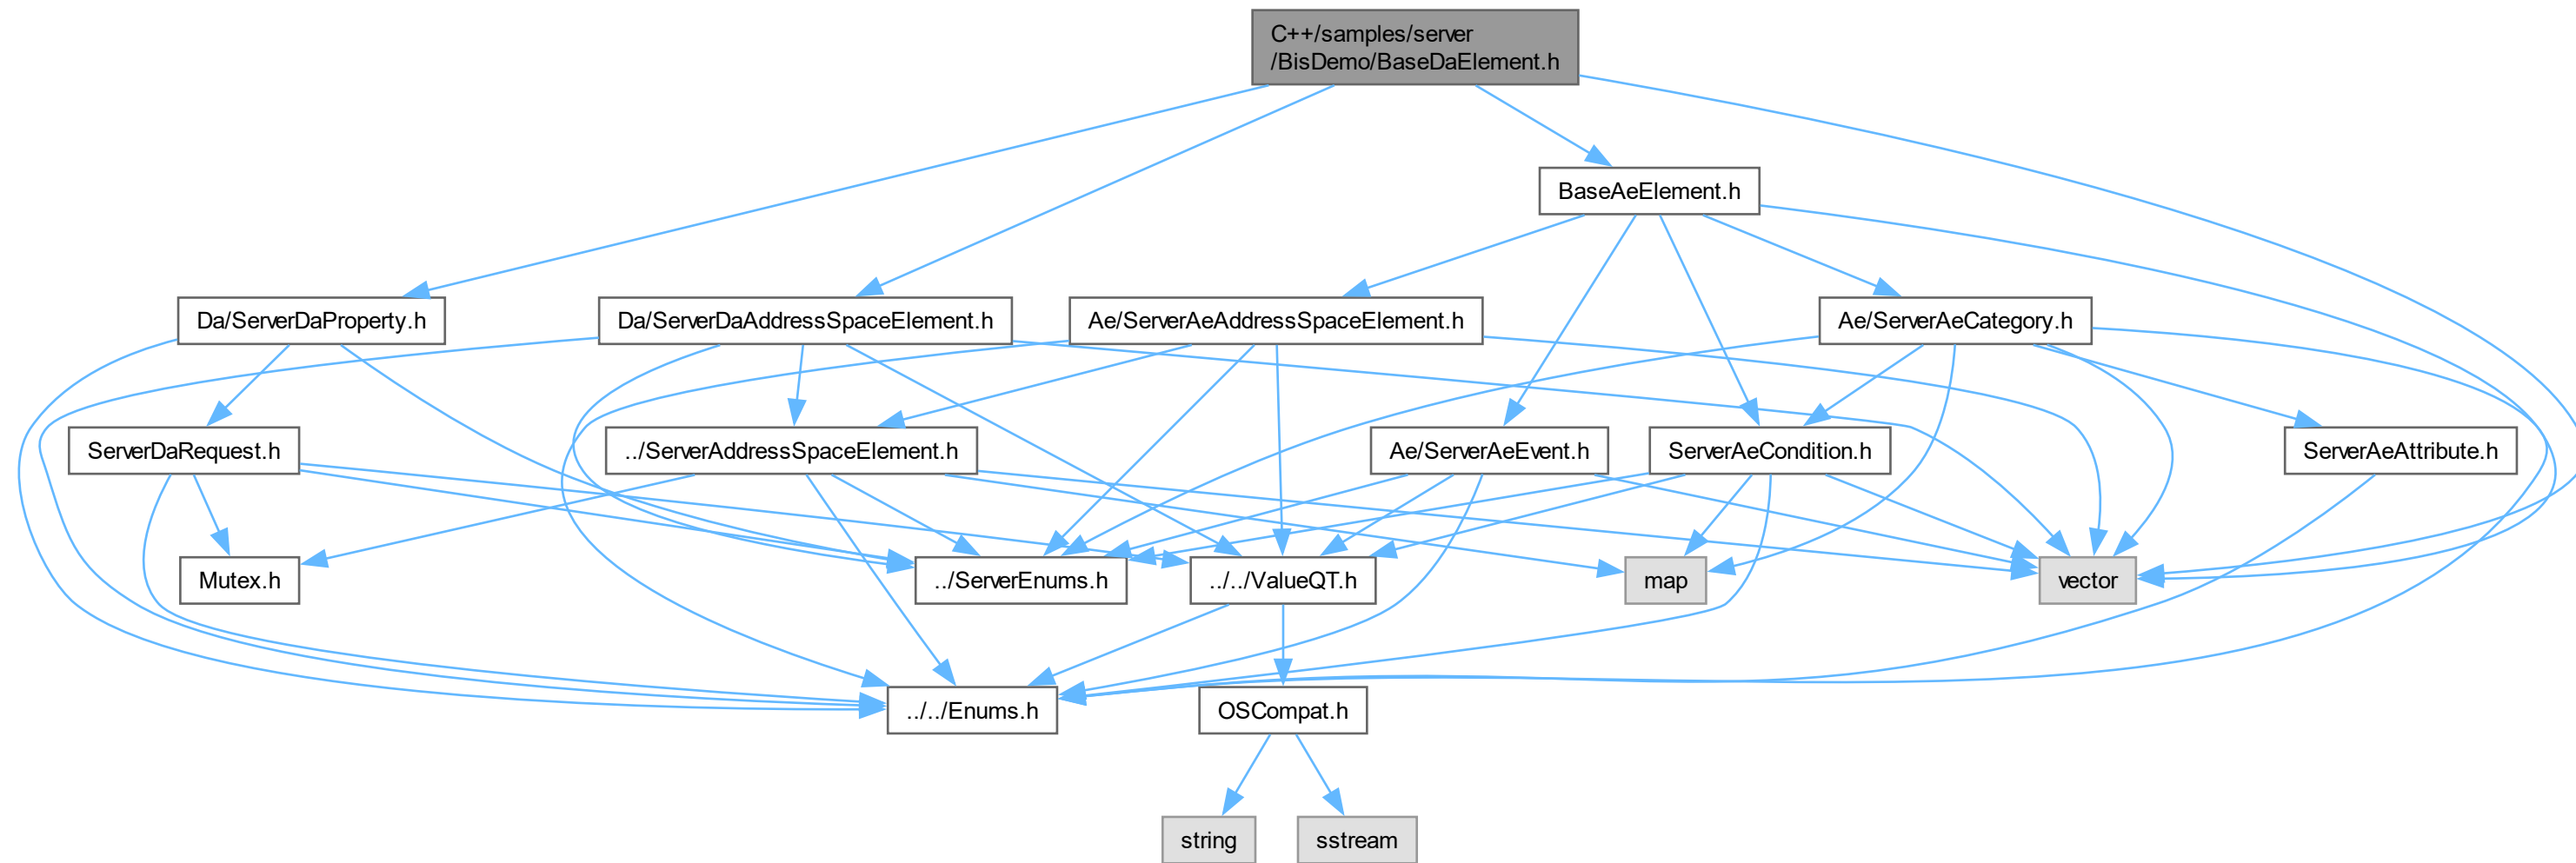 C++/samples/server
/BisDemo/BaseDaElement.h
BaseAeElement.h
Da/ServerDaProperty.h
Da/ServerDaAddressSpaceElement.h
Ae/ServerAeAddressSpaceElement.h
Ae/ServerAeCategory.h
ServerDaRequest.h
../ServerAddressSpaceElement.h
Ae/ServerAeEvent.h
ServerAeCondition.h
ServerAeAttribute.h
Mutex.h
../ServerEnums.h
../../ValueQT.h
map
vector
../../Enums.h
OSCompat.h
string
sstream